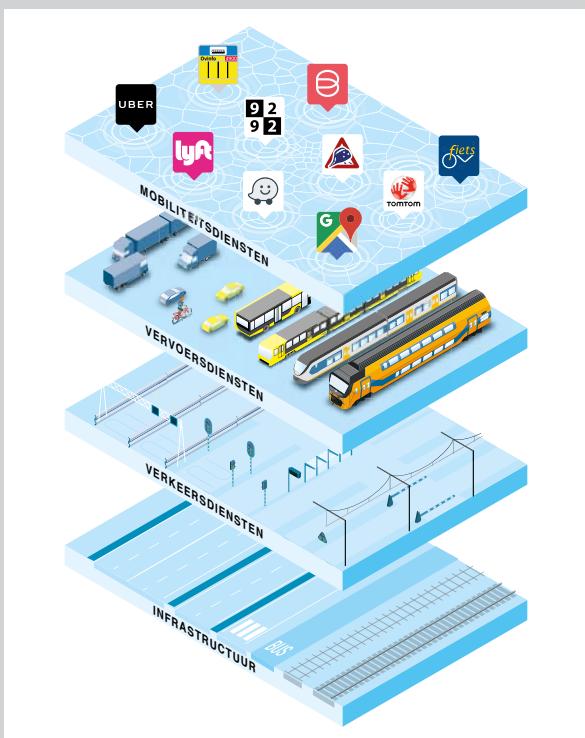 Ovinfo
UBER
9 2
9 2
lyft
fiets
TOMTOM
G
MOBILITEITSDIENSTEN
VERVOERSDIENSTEN
VERKEERSDIENSTEN
INFRASTRUCTUUR
BUS